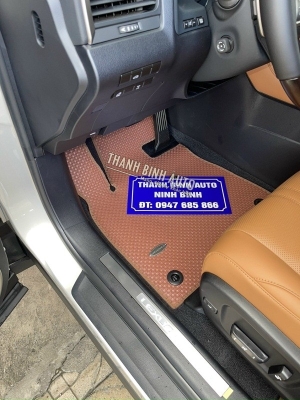 THANH BINH AUTO
THANH BÌNH AUTO
NINH BÌNH
ĐT: 0947 685 866